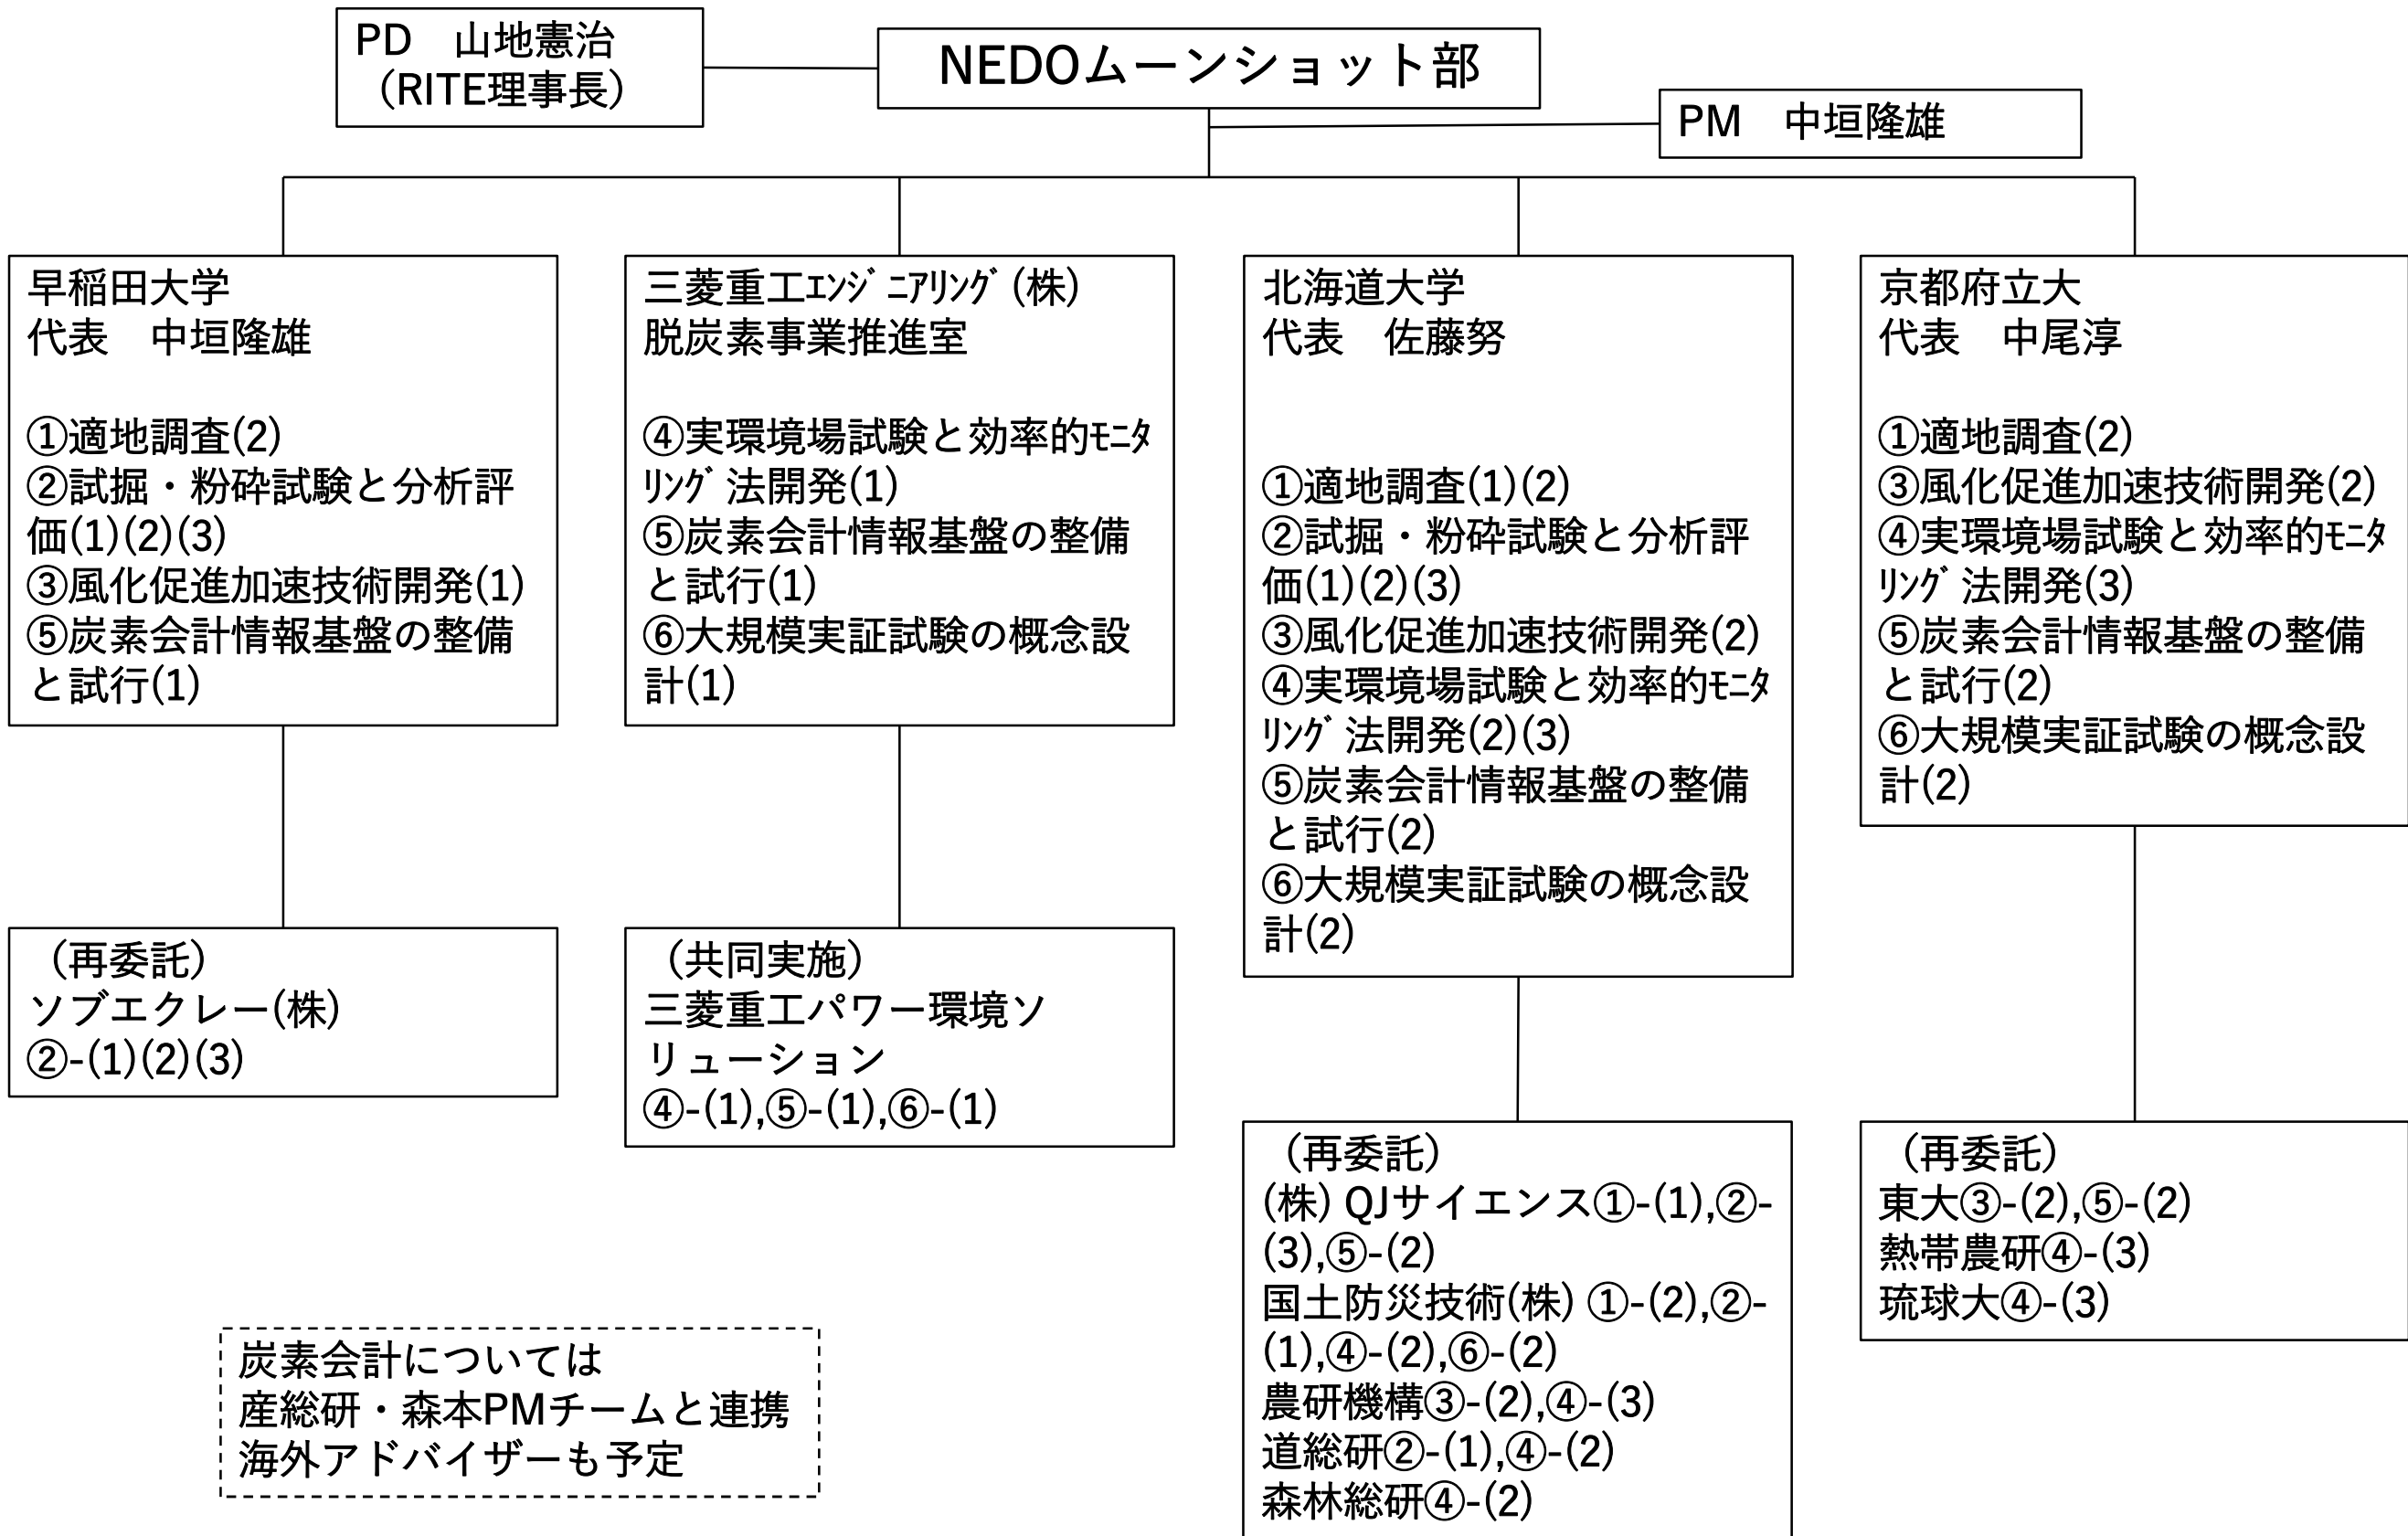 PD　山地憲治
（RITE理事長）
NEDOムーンショット部
PM　中垣隆雄
早稲田大学
代表　中垣隆雄
①適地調査(2)
②試掘・粉砕試験と分析評
価(1)(2)(3)
③風化促進加速技術開発(1)
⑤炭素会計情報基盤の整備
と試行(1)
三菱重工ｴﾝｼﾞﾆｱﾘﾝｸﾞ(株)
脱炭素事業推進室
④実環境場試験と効率的ﾓﾆﾀ
ﾘﾝｸﾞ法開発(1)
⑤炭素会計情報基盤の整備
と試行(1)
⑥大規模実証試験の概念設
計(1)
北海道大学
代表　佐藤努
①適地調査(1)(2)
②試掘・粉砕試験と分析評
価(1)(2)(3)
③風化促進加速技術開発(2)
④実環境場試験と効率的ﾓﾆﾀ
ﾘﾝｸﾞ法開発(2)(3)
⑤炭素会計情報基盤の整備
と試行(2)
⑥大規模実証試験の概念設
計(2)
京都府立大
代表　中尾淳
①適地調査(2)
③風化促進加速技術開発(2)
④実環境場試験と効率的ﾓﾆﾀ
ﾘﾝｸﾞ法開発(3)
⑤炭素会計情報基盤の整備
と試行(2)
⑥大規模実証試験の概念設
計(2)
（再委託）
ソブエクレー(株)
②-(1)(2)(3)
（共同実施）
三菱重工パワー環境ソ
リューション
④-(1),⑤-(1),⑥-(1)
（再委託）
(株) QJサイエンス①-(1),②-
(3),⑤-(2)
国土防災技術(株) ①-(2),②-
(1),④-(2),⑥-(2)
農研機構③-(2),④-(3)
道総研②-(1),④-(2)
森林総研④-(2)
（再委託）
東大③-(2),⑤-(2)
熱帯農研④-(3)
琉球大④-(3)
炭素会計については
産総研・森本PMチームと連携
海外アドバイザーも予定